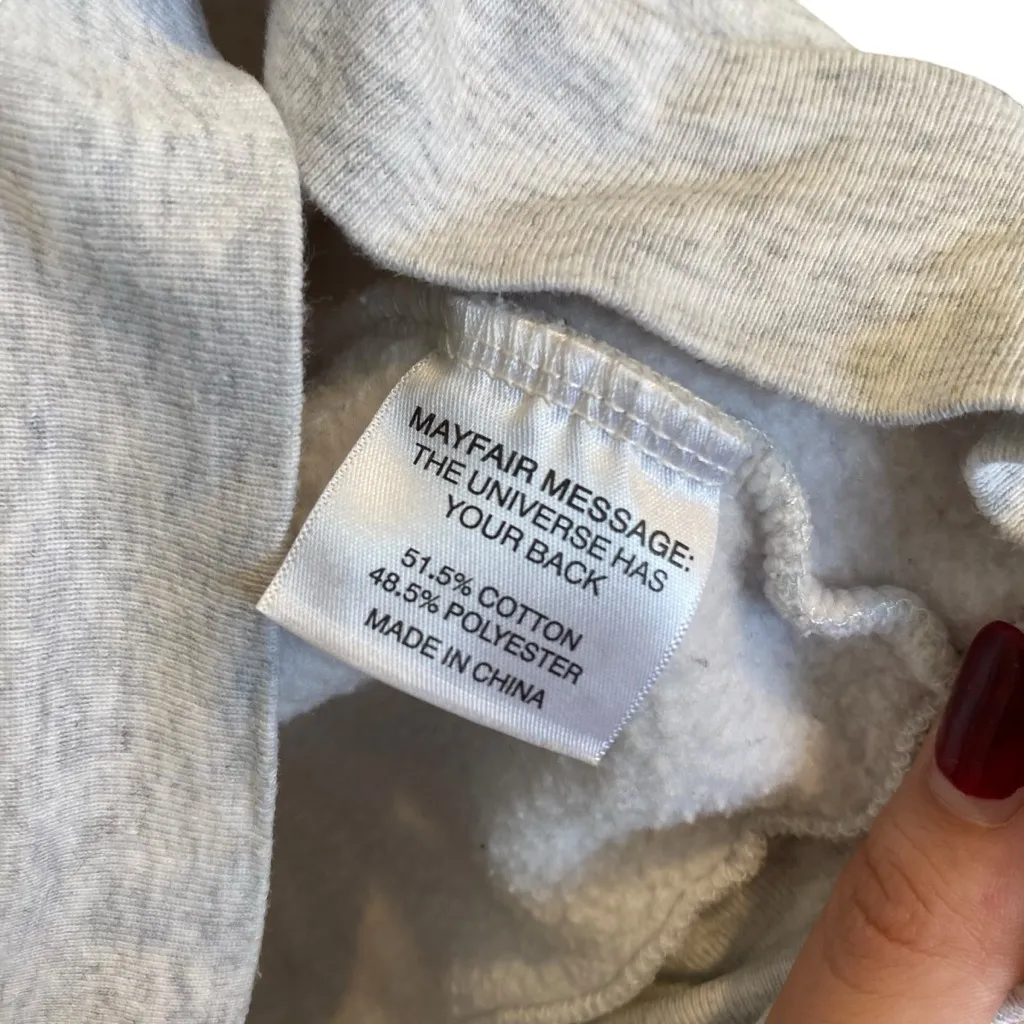 MAYFAIR MESSAGE:
THE UNIVERSE HAS
YOUR BACK
51.5% COTTON
48.5% POLYESTER
MADE IN CHINA